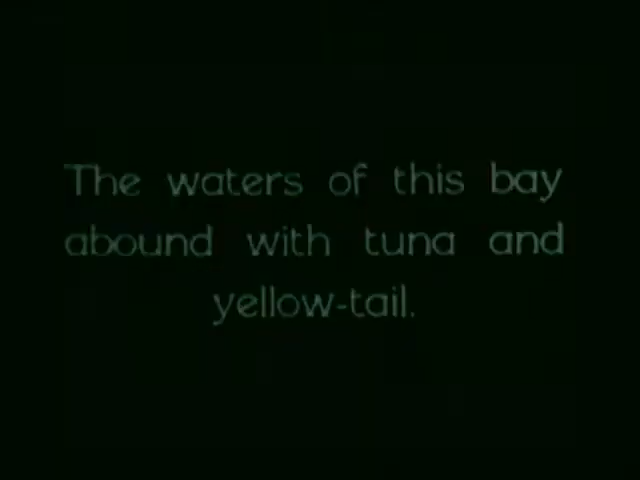 The waters of this bay
abound with tuna and
yellow-tail.